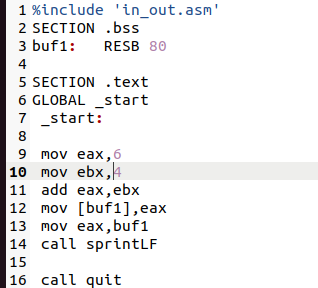 1 %include 'in_out.asm'
2 SECTION .bss
3 buf1:   RESB 80
4
5 SECTION .text
6 GLOBAL _start
7  _start:
8
9  mov eax,6
10  mov ebx,4
11  add eax,ebx
12  mov [buf1],eax
13  mov eax,buf1
14  call sprintLF
15
16  call quit